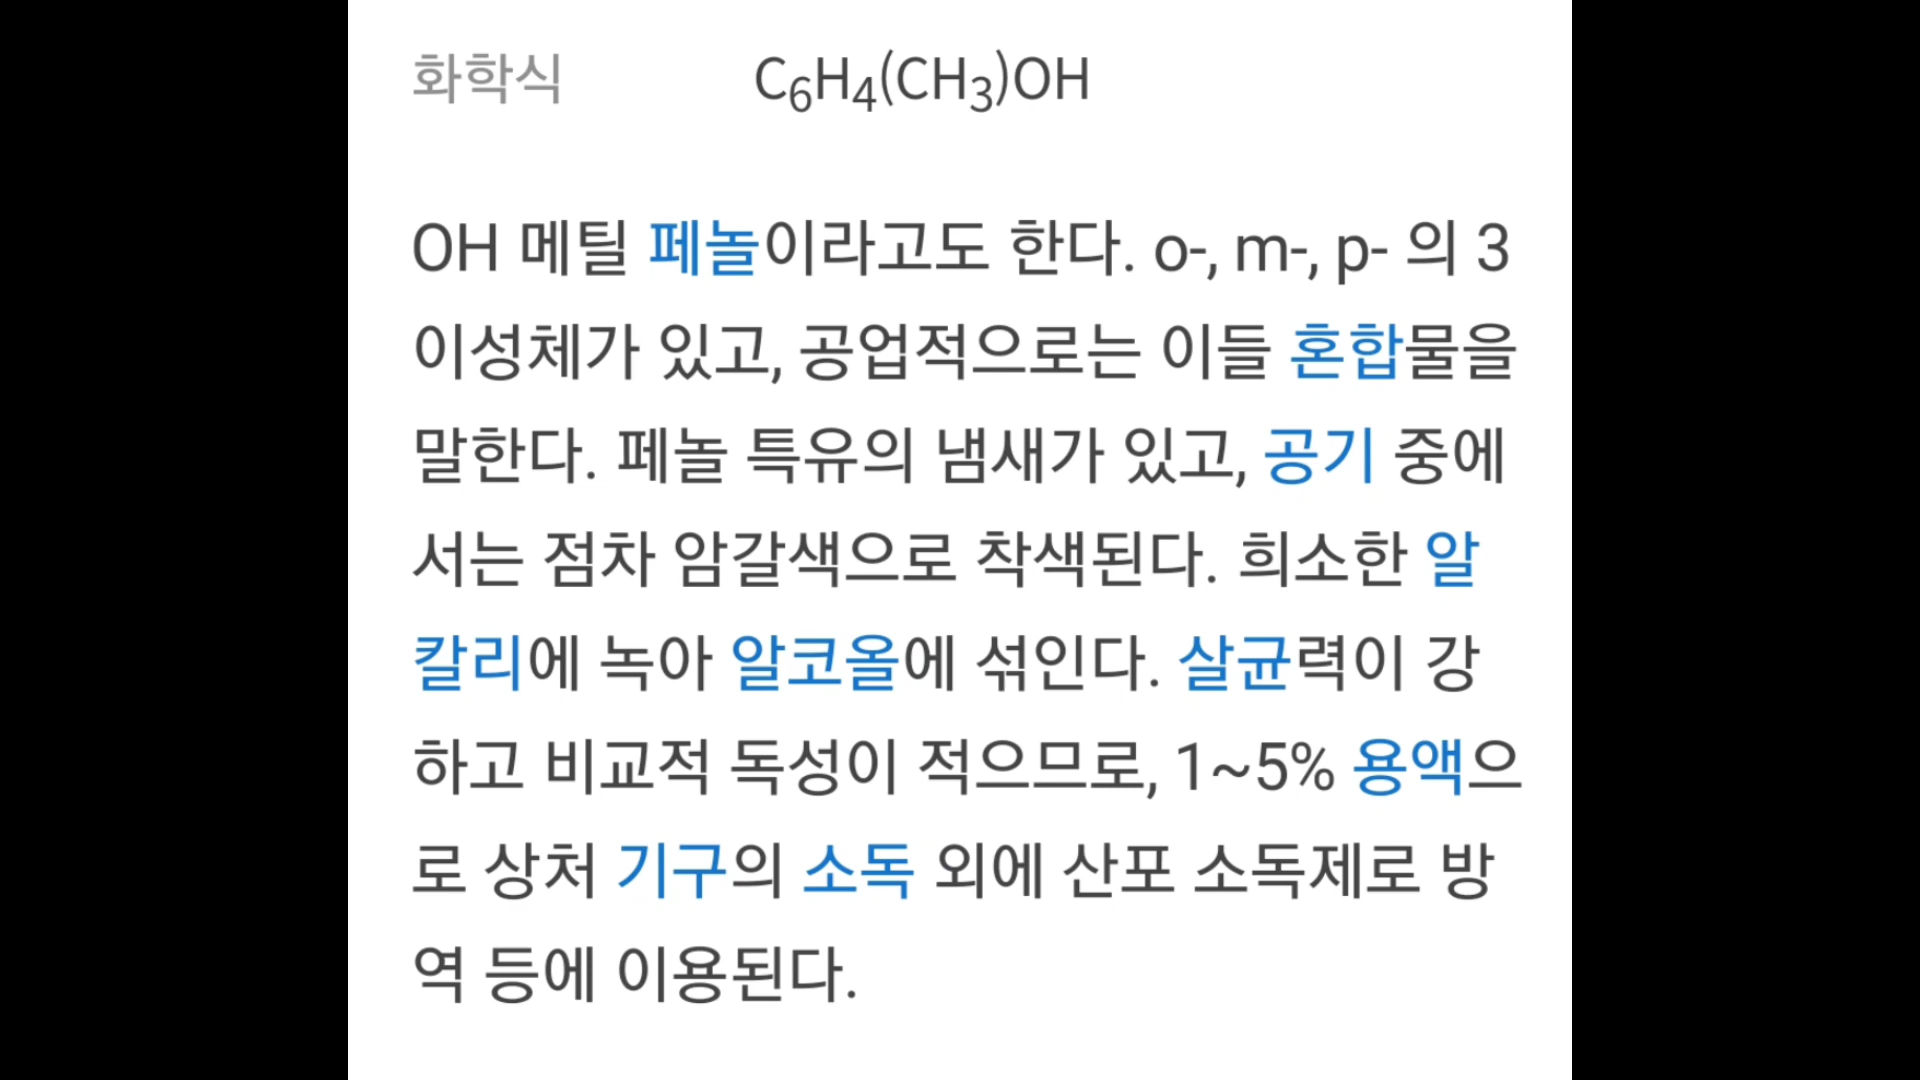 화학식 C₆H₄(CH₃)OH
OH 메틸 페놀이라고도 한다. o-, m-, p- 의 3
이성체가 있고, 공업적으로는 이들 혼합물을
말한다. 페놀 특유의 냄새가 있고, 공기 중에
서는 점차 암갈색으로 착색된다. 희소한 알
칼리에 녹아 알코올에 섞인다. 살균력이 강
하고 비교적 독성이 적으므로, 1~5% 용액으
로 상처 기구의 소독 외에 산포 소독제로 방
역 등에 이용된다.